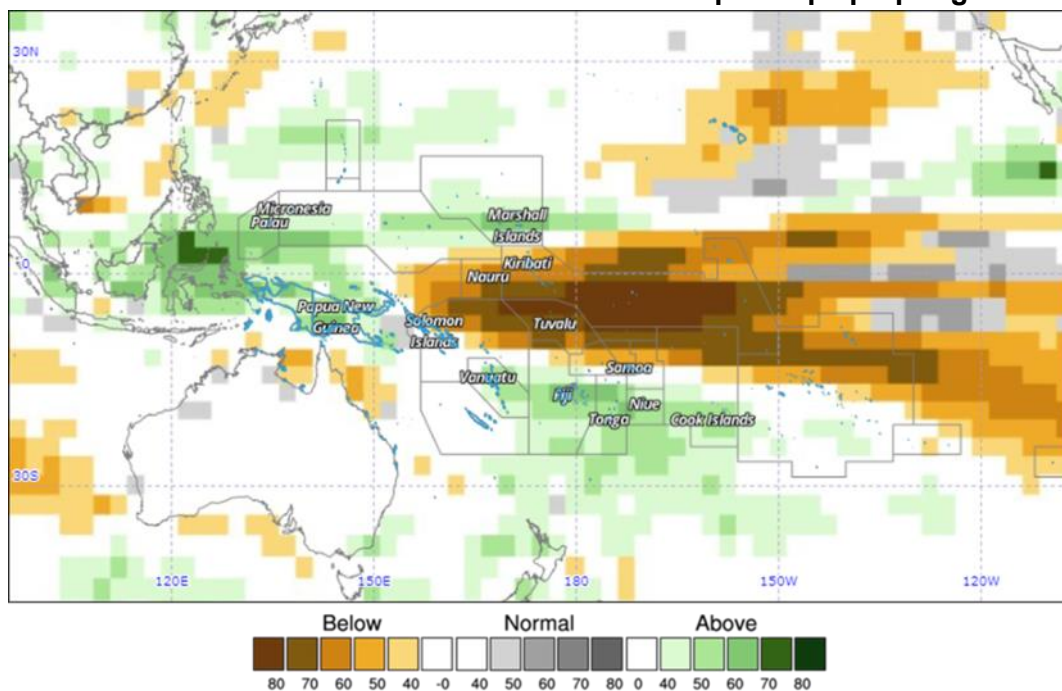 30N
Micronesia
Palau
Marshall
Islands
0
Kiribati
Nauru
Papua New
Guinea
Solomon
Islands
Tuvalu
Samoa
Vanuatu
Fiji
Niue
Tonga
Cook Islands
30S
120E 150E 180 150W 120W
Below Normal Above
80 70 60 50 40 -0 40 50 60 70 80 0 40 50 60 70 80